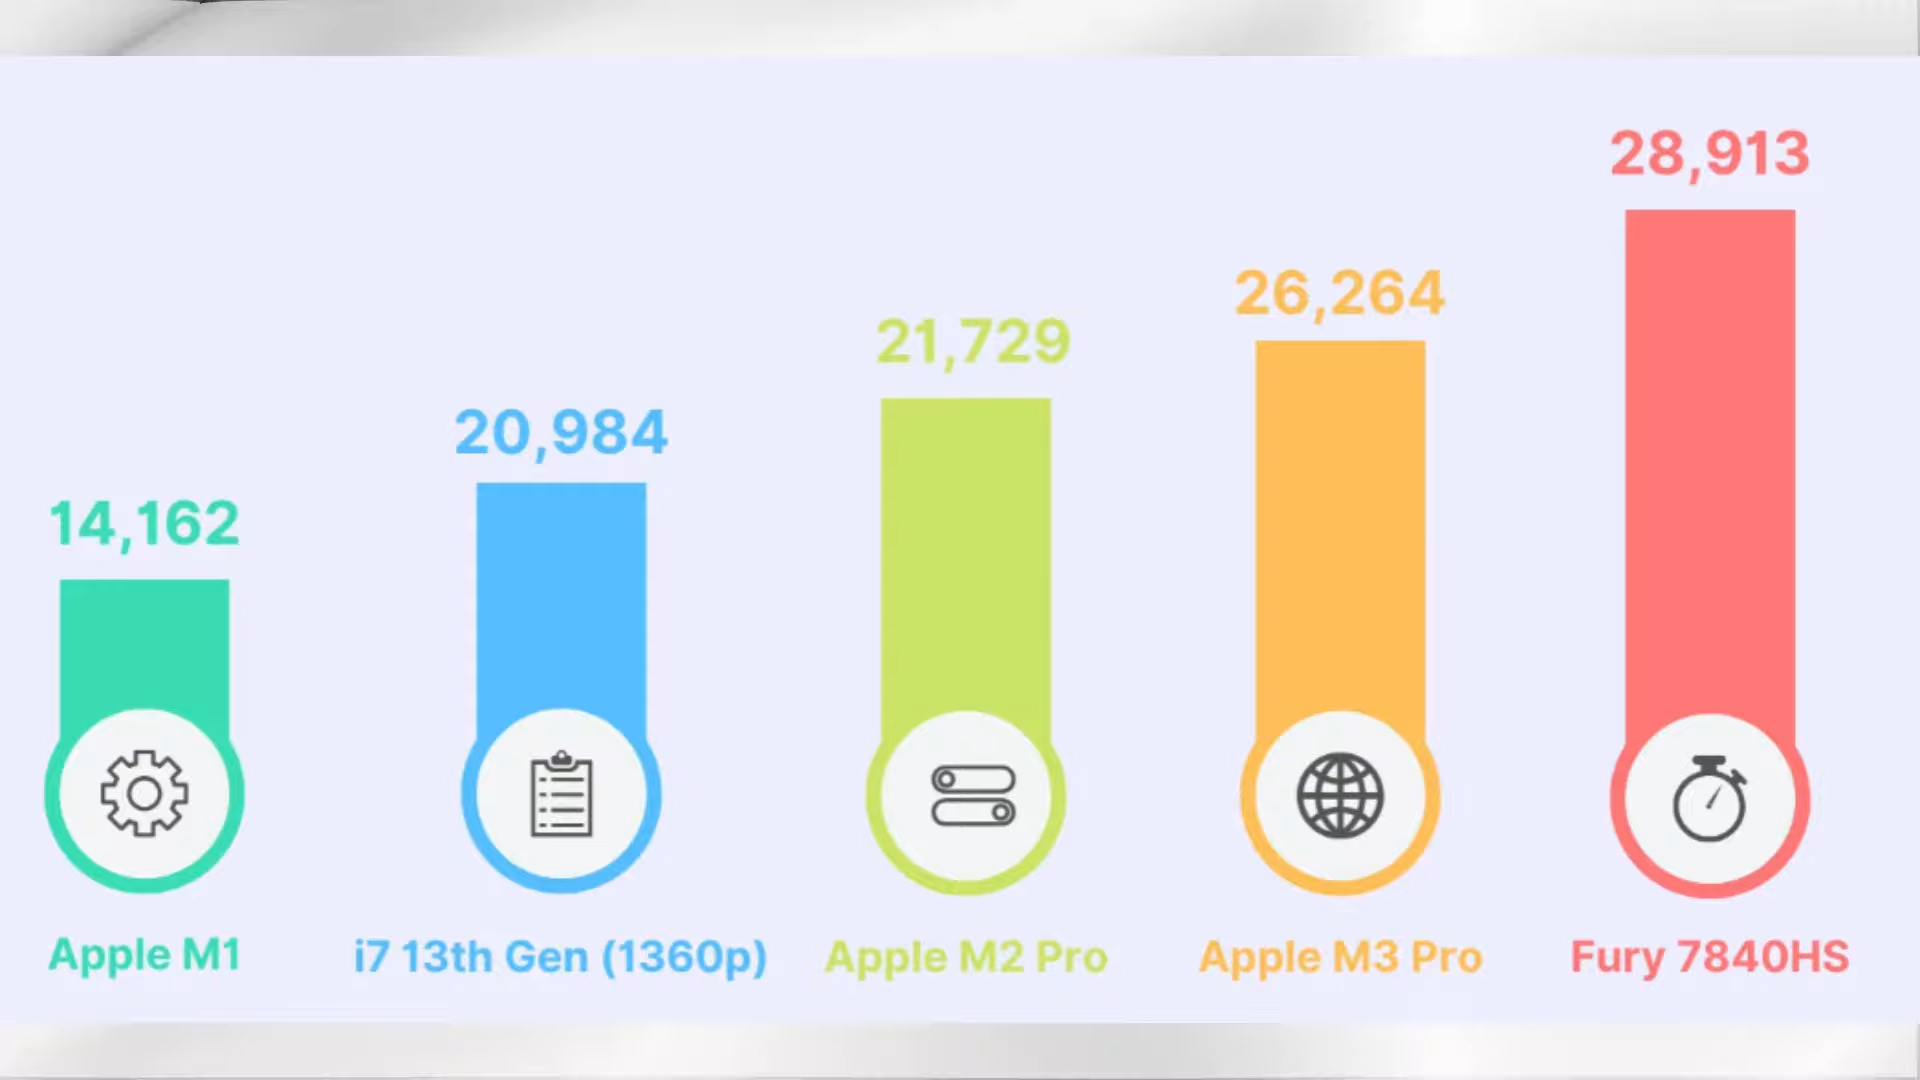 28,913
26,264
21,729
20,984
14,162
Apple M1
i7 13th Gen (1360p)
Apple M2 Pro
Apple M3 Pro
Fury 7840HS